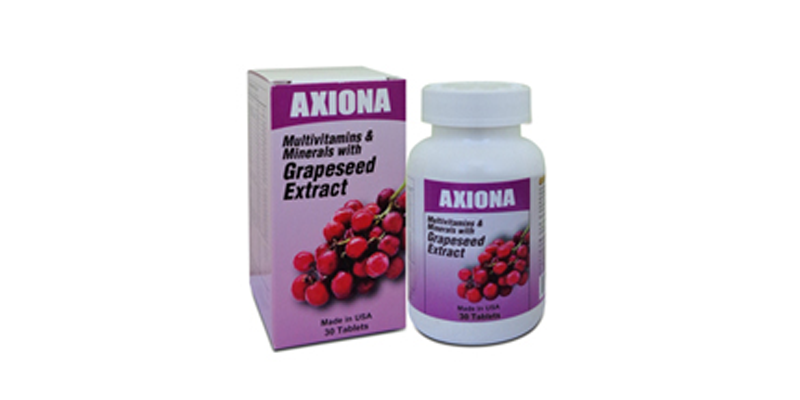 AXIONA
Multivitamins &
Minerals with
Grapeseed
Extract
Made in USA
30 Tablets
AXIONA
Multivitamins &
Minerals with
Grapeseed
Extract
Made in USA
30 Tablets